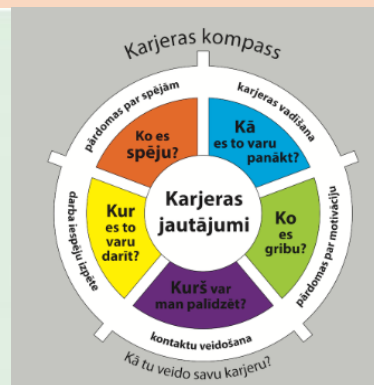 Karjeras kompass
pārdomas par spējām
karjeras vadīšana
Ko es
spēju?
Kā
es to varu
panākt?
Kur
es to
varu
darīt?
Karjeras
jautājumi
Ko
es
gribu?
Kurš var
man palīdzēt?
darba iespēju izpēte
pārdomas par motivāciju
kontaktu veidošana
Kā tu veido savu karjeru?